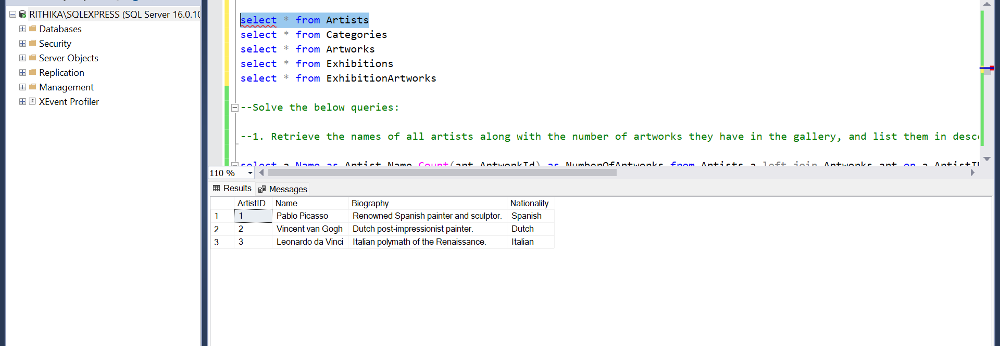 RITHIKA\SQLEXPRESS (SQL Server 16.0.10
Databases
Security
Server Objects
Replication
Management
XEvent Profiler
select * from Artists
select * from Categories
select * from Artworks
select * from Exhibitions
select * from ExhibitionArtworks
--Solve the below queries:
--1. Retrieve the names of all artists along with the number of artworks they have in the gallery, and list them in desc
select a.Name as Artist_Name,Count(art.ArtworkId) as NumberOfArtworks from Artists a left join Artworks art on a.ArtistID
110 %
Results Messages
ArtistID Name Biography Nationality
1 1 Pablo Picasso Renowned Spanish painter and sculptor. Spanish
2 2 Vincent van Gogh Dutch post-impressionist painter. Dutch
3 3 Leonardo da Vinci Italian polymath of the Renaissance. Italian